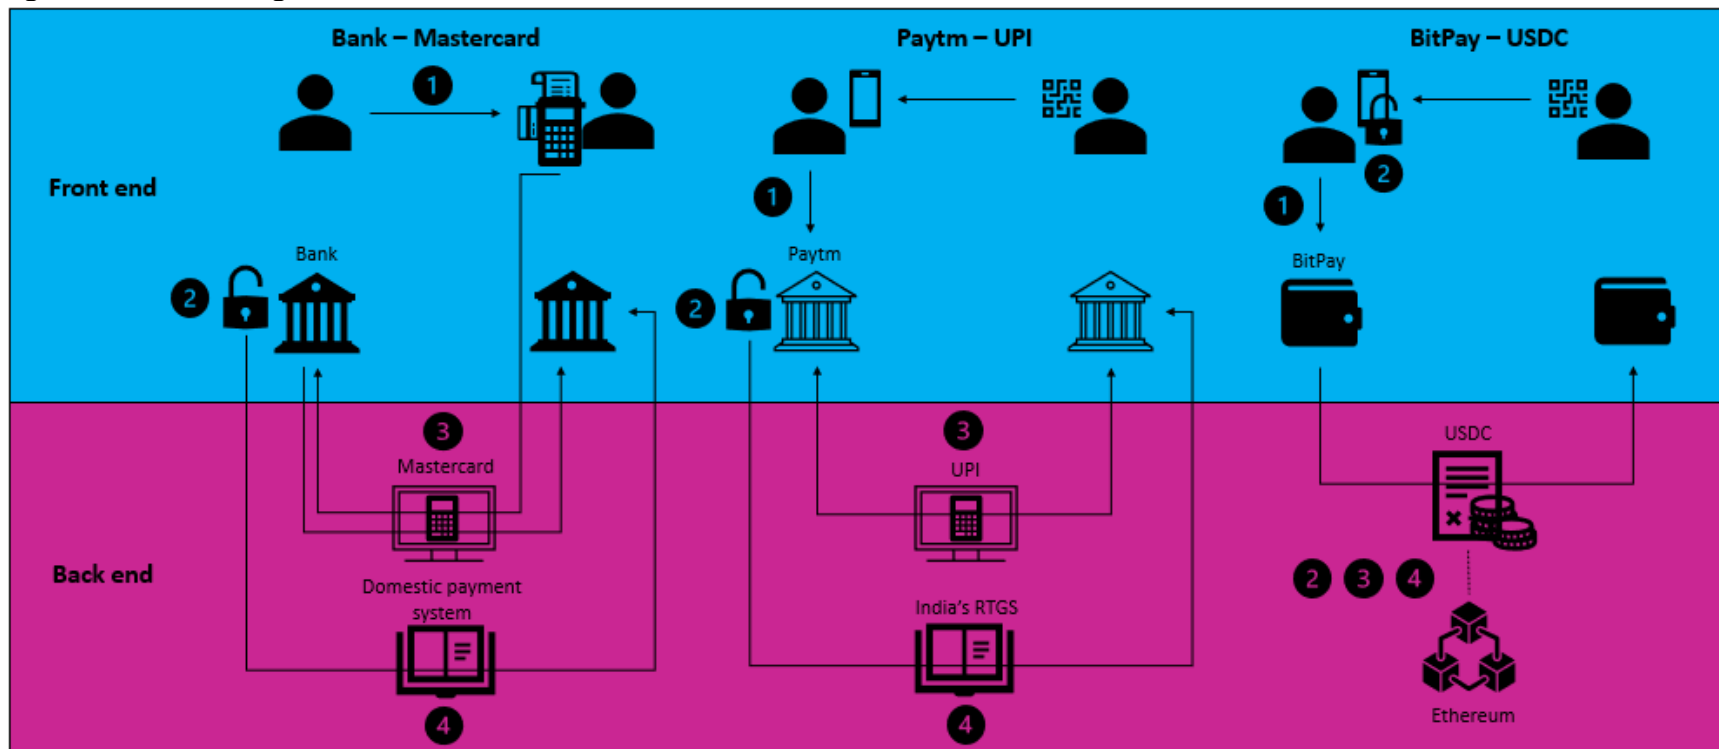 Bank – Mastercard
Paytm – UPI
BitPay – USDC
1
2
1
1
Front end
Bank
Paytm
BitPay
2
2
3
3
Mastercard
UPI
USDC
Back end
2 3 4
Domestic payment
system
India's RTGS
4
4
Ethereum